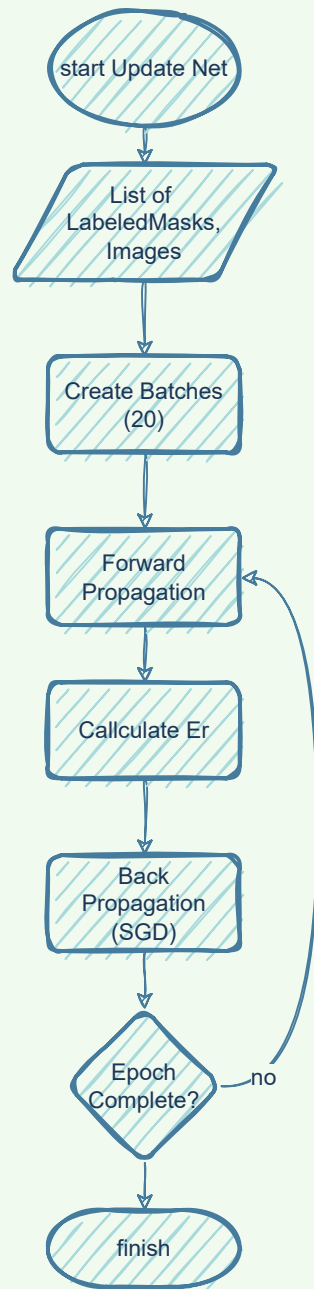 start Update Net
List of
LabeledMasks,
Images
Create Batches
(20)
Forward
Propagation
Callculate Er
Back
Propagation
(SGD)
Epoch
Complete?
no
finish